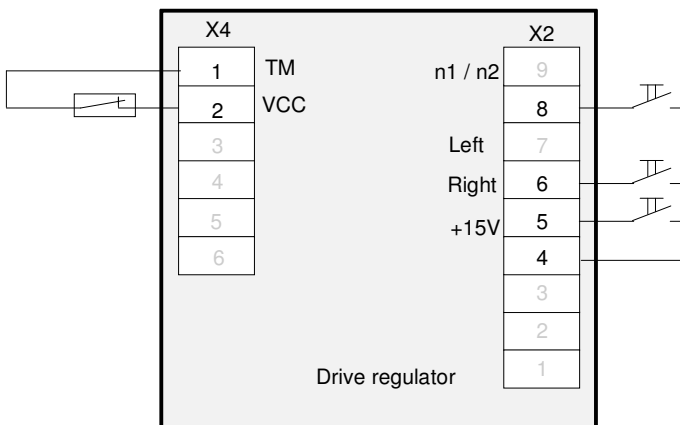 X4
1 TM
2 VCC
3
4
5
6
X2
n1 / n2 9
8
Left 7
Right 6
+15V 5
4
3
2
1
Drive regulator